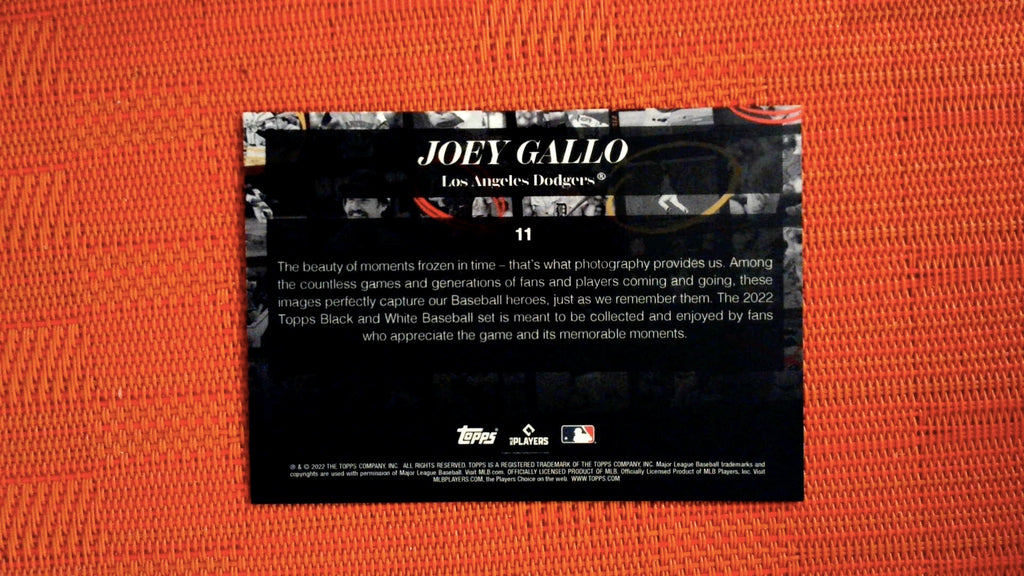 JOEY GALLO
Los Angeles Dodgers®
11
The beauty of moments frozen in time – that's what photography provides us. Among
the countless games and generations of fans and players coming and going, these
images perfectly capture our Baseball heroes, just as we remember them. The 2022
Topps Black and White Baseball set is meant to be collected and enjoyed by fans
who appreciate the game and its memorable moments.
topps® MLB PLAYERS
® & © 2022 THE TOPPS COMPANY, INC. ALL RIGHTS RESERVED. TOPPS IS A REGISTERED TRADEMARK OF THE TOPPS COMPANY, INC. Major League Baseball trademarks and
copyrights are used with permission of Major League Baseball. Visit MLB.com. OFFICIALLY LICENSED PRODUCT OF MLB. Officially Licensed Product of MLB Players, Inc. Visit
MLBPLAYERS.COM, the Players Choice on the web. WWW.TOPPS.COM